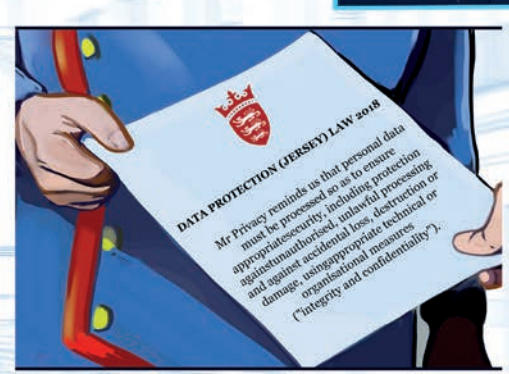 DATA PROTECTION (JERSEY) LAW 2018
Mr Privacy reminds us that personal data
must be processed so as to ensure
appropriatesecurity, including protection
againstunauthorised, unlawful processing
and against accidental loss, destruction or
damage, usingappropriate technical or
organisational measures
("integrity and confidentiality").